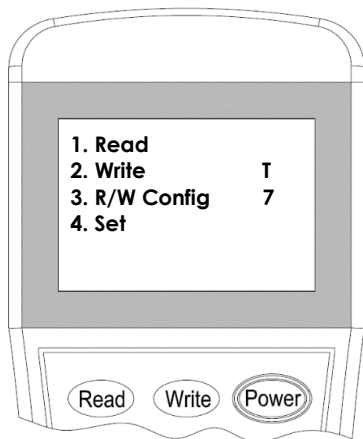 1. Read
2. Write T
3. R/W Config 7
4. Set
Read Write Power